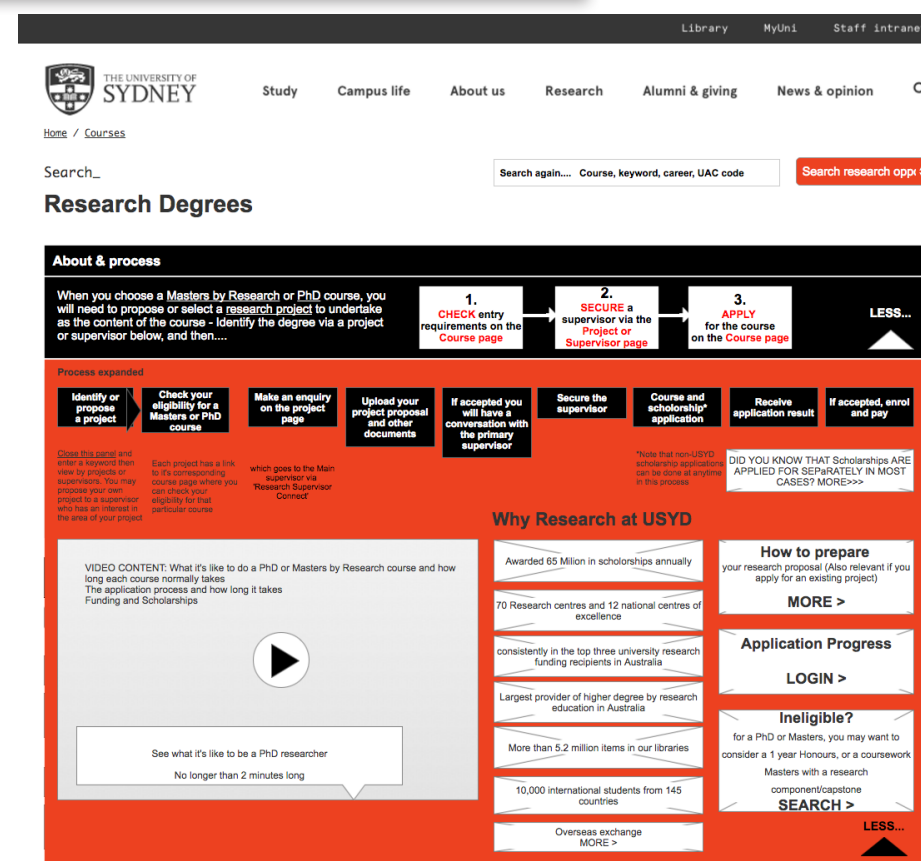 Library MyUni Staff intrane
THE UNIVERSITY OF
SYDNEY
Study Campus life About us Research Alumni & giving News & opinion
Home / Courses
Search_
Search again.... Course, keyword, career, UAC code
Search research oppo
Research Degrees
About & process
When you choose a Masters by Research or PhD course, you
will need to propose or select a research project to undertake
as the content of the course - Identify the degree via a project
or supervisor below, and then....
1.
CHECK entry
requirements on the
Course page
2.
SECURE a
supervisor via the
Project or
Supervisor page
3.
APPLY
for the course
on the Course page
LESS...
Process expanded
Identify or
propose
a project
Check your
eligibility for a
Masters or PhD
course
Make an enquiry
on the project
page
Upload your
project proposal
and other
documents
If accepted you
will have a
conversation with
the primary
supervisor
Secure the
supervisor
Course and
scholorship*
application
Receive
application result
If accepted, enrol
and pay
Close this panel and
enter a keyword then
view by projects or
supervisors. You may
propose your own
project to a supervisor
who has an interest in
the area of your project
Each project has a link
to it's corresponding
course page where you
can check your
eligibility for that
particular course
which goes to the Main
supervisor via
'Research Supervisor
Connect'
*Note that non-USYD
scholarship applications
can be done at anytime
in this process
DID YOU KNOW THAT Scholarships ARE
APPLIED FOR SEPaRATELY IN MOST
CASES? MORE>>>
Why Research at USYD
VIDEO CONTENT: What it's like to do a PhD or Masters by Research course and how
long each course normally takes
The application process and how long it takes
Funding and Scholarships
See what it's like to be a PhD researcher
No longer than 2 minutes long
Awarded 65 Milion in scholorships annually
70 Research centres and 12 national centres of
excellence
consistently in the top three university research
funding recipients in Australia
Largest provider of higher degree by research
education in Australia
More than 5.2 million items in our libraries
10,000 international students from 145
countries
Overseas exchange
MORE >
How to prepare
your research proposal (Also relevant if you
apply for an existing project)
MORE >
Application Progress
LOGIN >
Ineligible?
for a PhD or Masters, you may want to
consider a 1 year Honours, or a coursework
Masters with a research
component/capstone
SEARCH >
LESS...